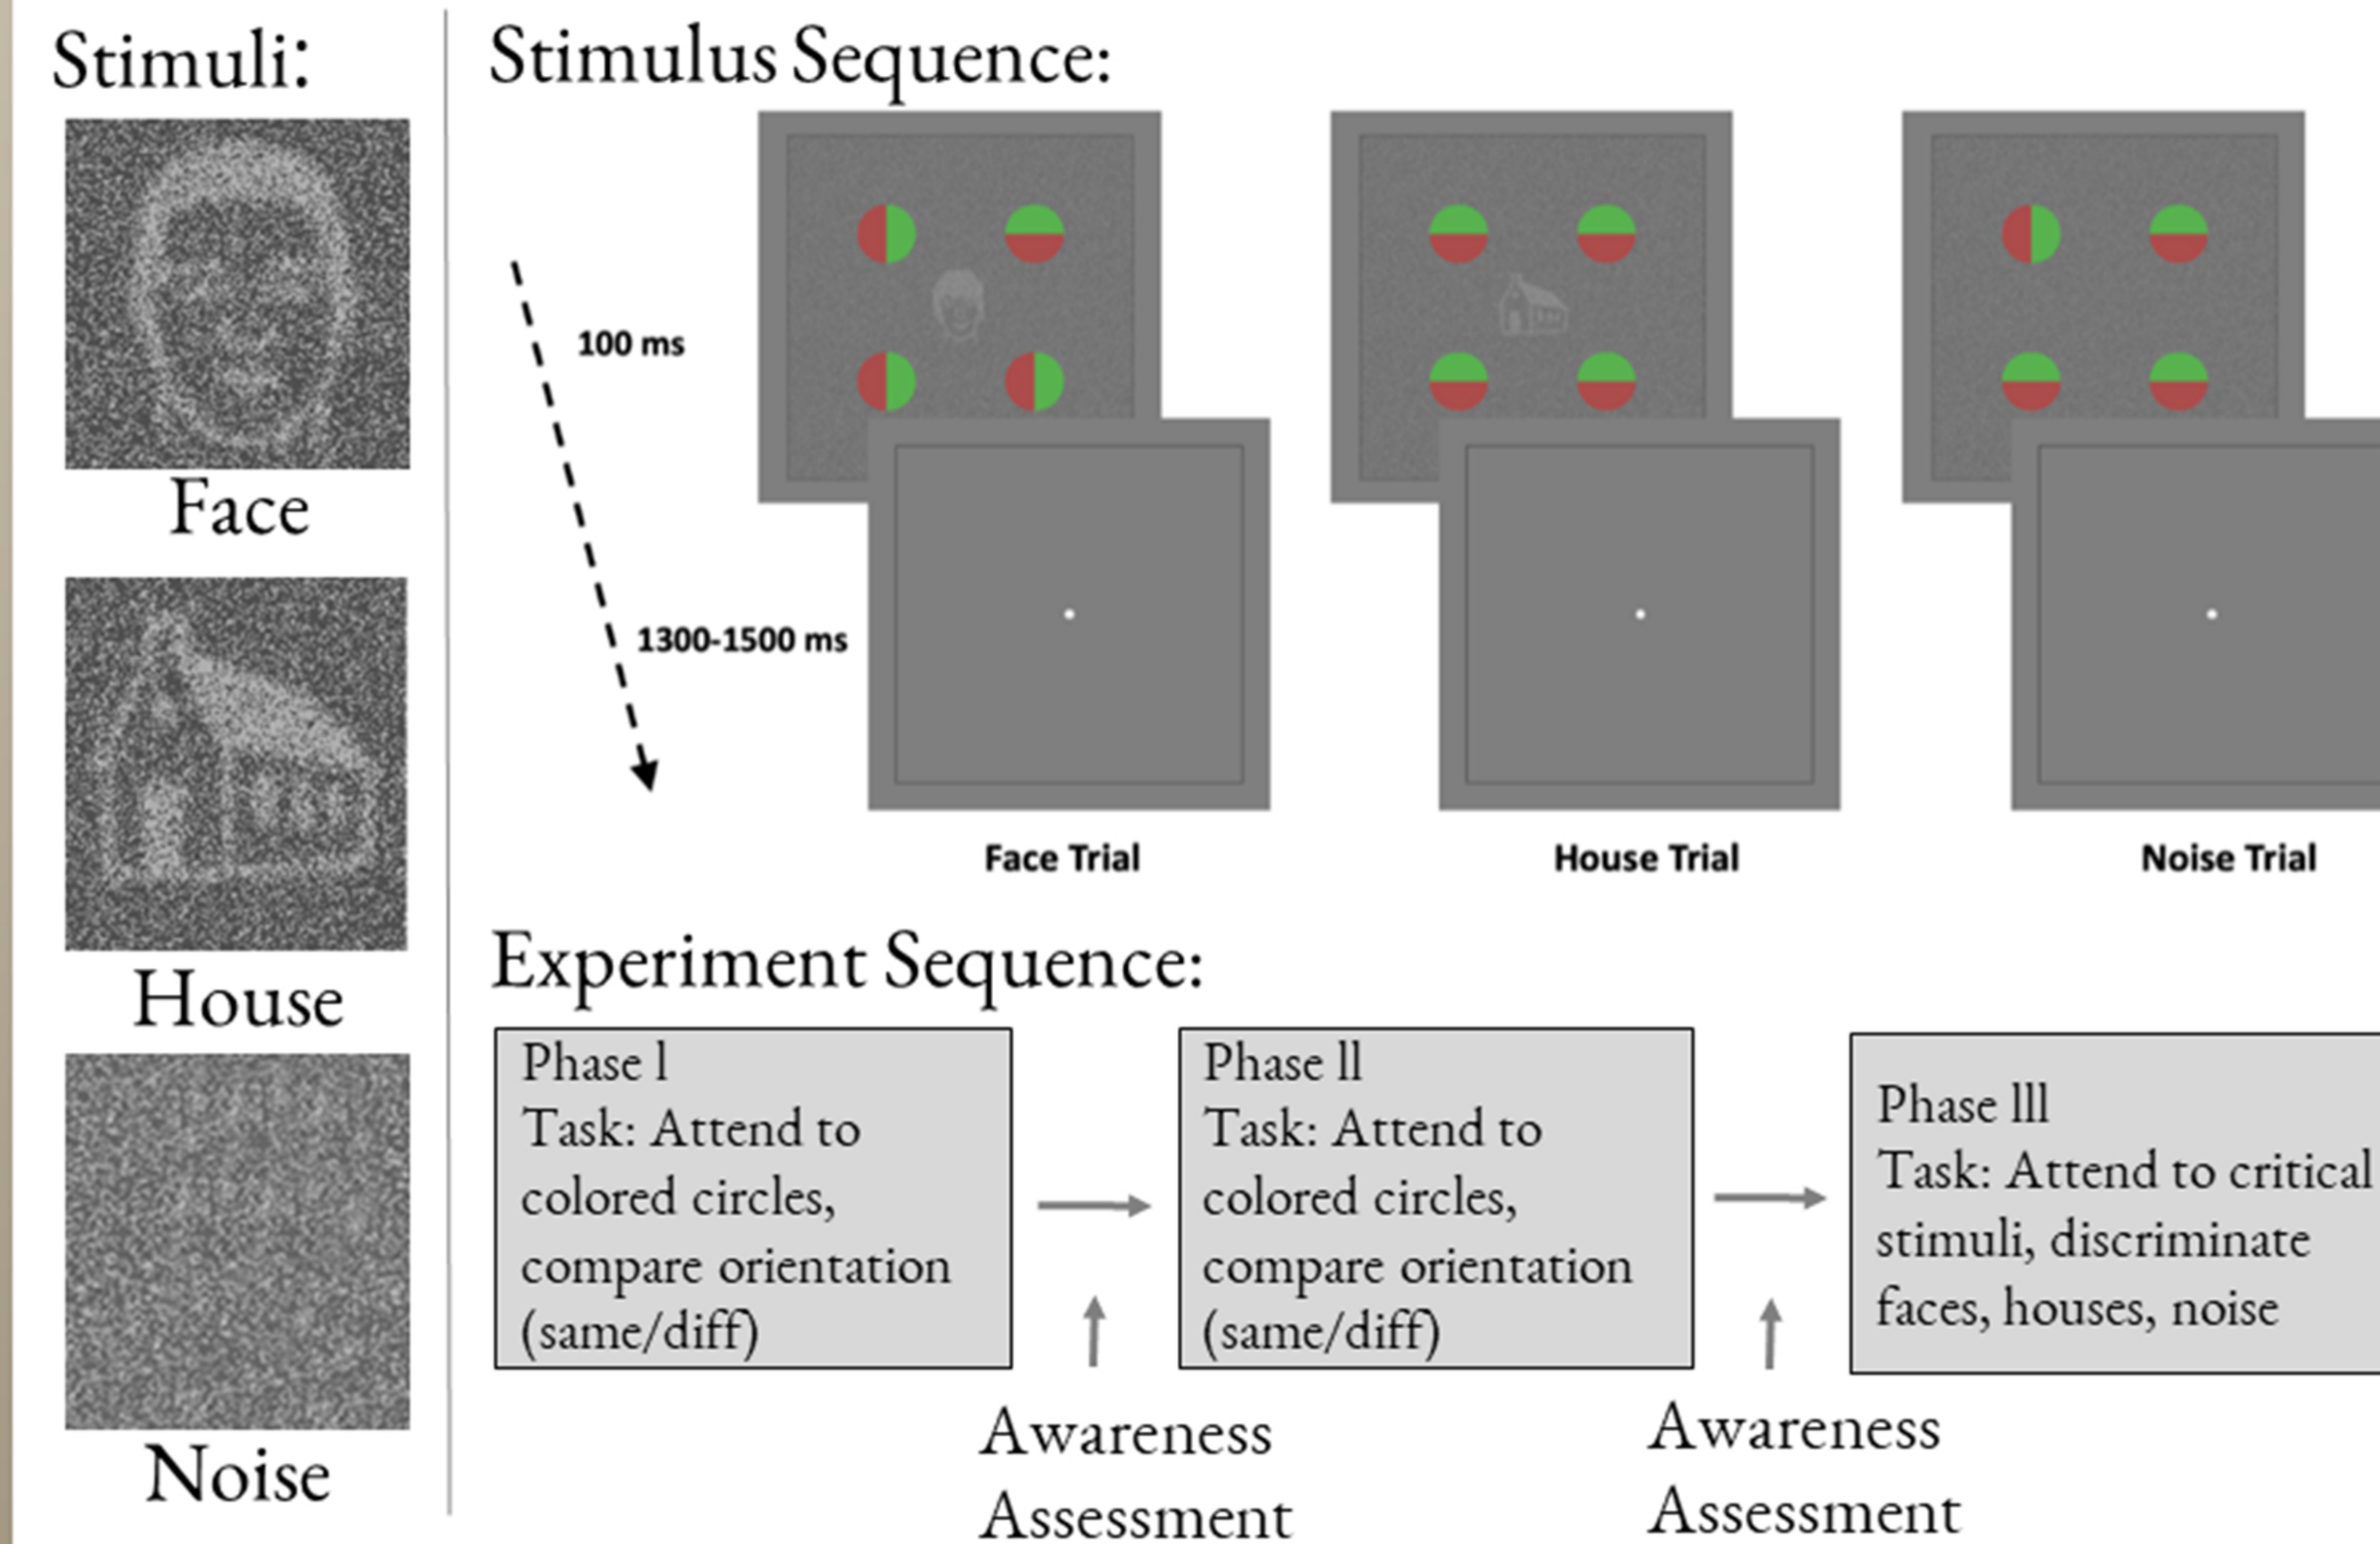 Stimuli:
Face
House
Noise
Stimulus Sequence:
100 ms
1300-1500 ms
Face Trial
House Trial
Noise Trial
Experiment Sequence:
Phase l
Task: Attend to
colored circles,
compare orientation
(same/diff)
Awareness
Assessment
Phase ll
Task: Attend to
colored circles,
compare orientation
(same/diff)
Awareness
Assessment
Phase lll
Task: Attend to critical
stimuli, discriminate
faces, houses, noise